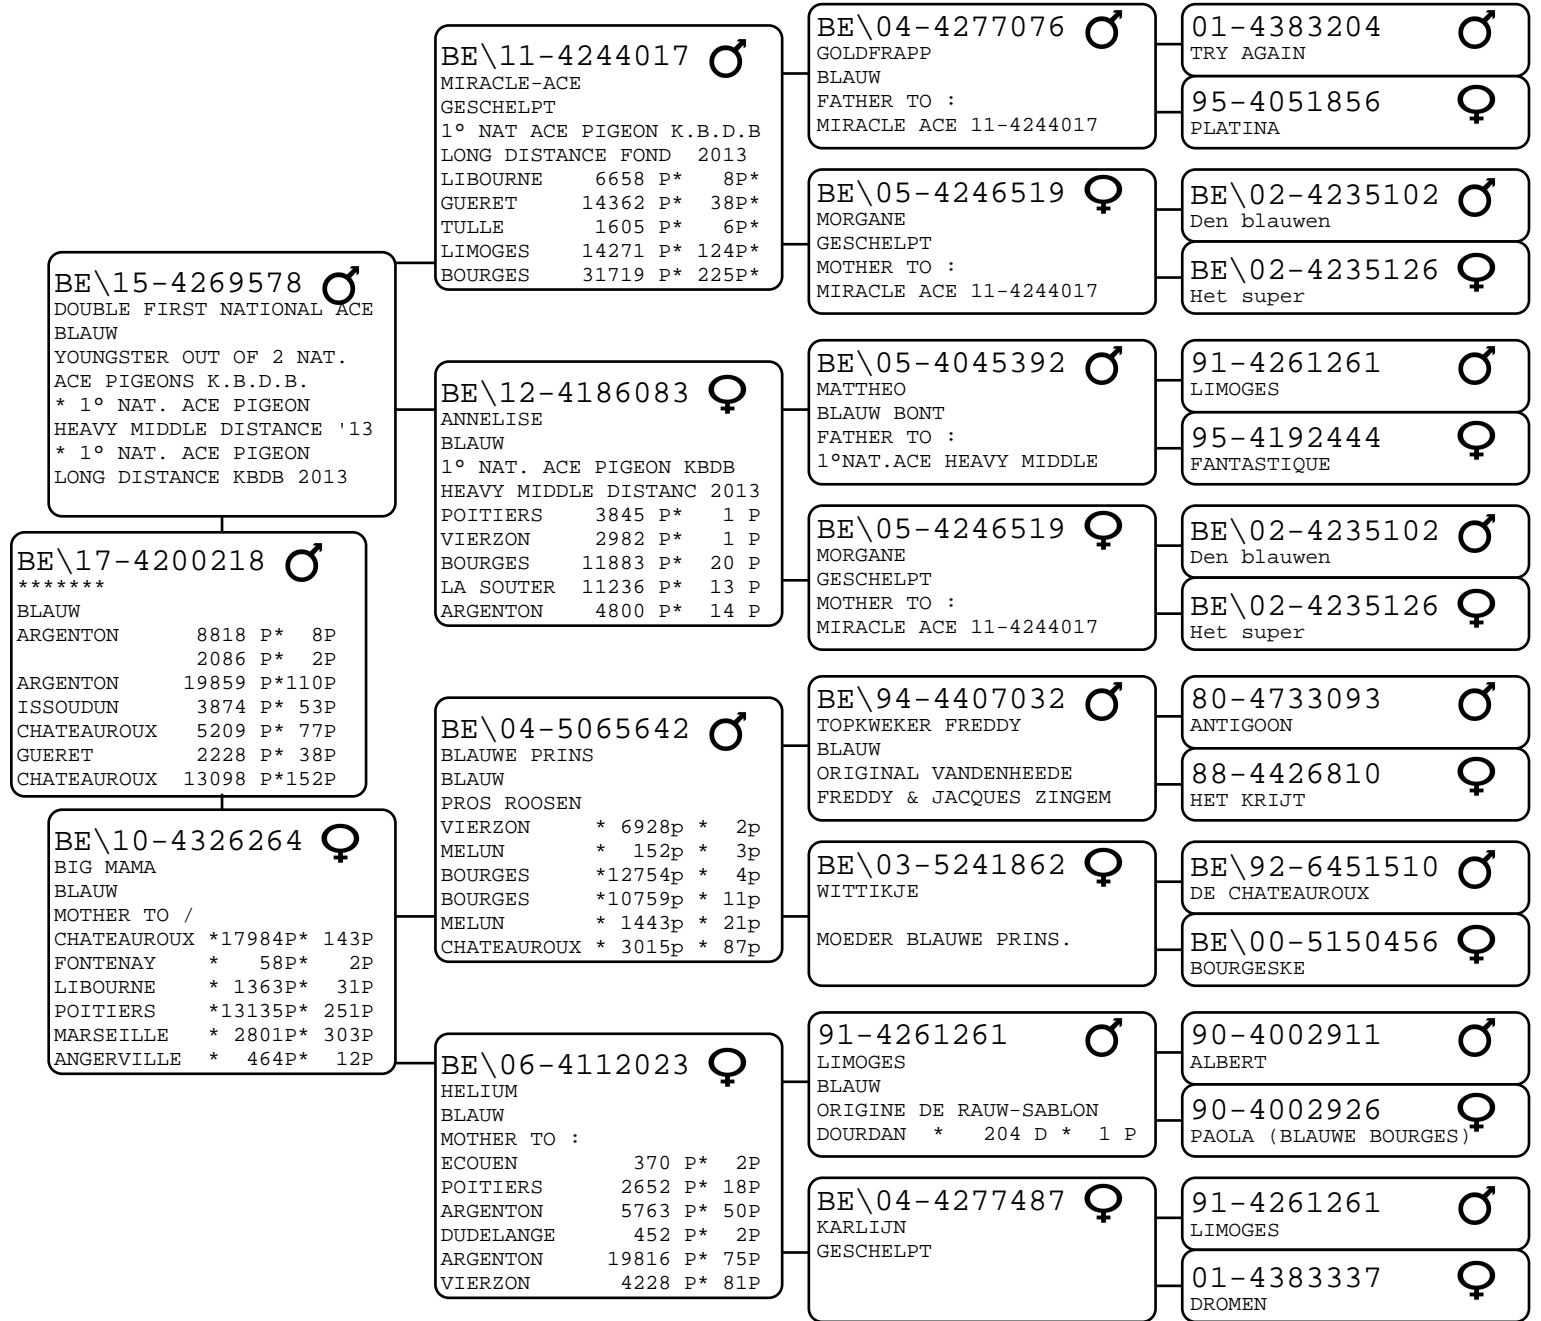 BE\17-4200218
*******
BLAUW
ARGENTON 8818 P* 8P
2086 P* 2P
ARGENTON 19859 P*110P
ISSOUDUN 3874 P* 53P
CHATEAUROUX 5209 P* 77P
GUERET 2228 P* 38P
CHATEAUROUX 13098 P*152P
BE\15-4269578
DOUBLE FIRST NATIONAL ACE
BLAUW
YOUNGSTER OUT OF 2 NAT.
ACE PIGEONS K.B.D.B.
* 1º NAT. ACE PIGEON
HEAVY MIDDLE DISTANCE '13
* 1º NAT. ACE PIGEON
LONG DISTANCE KBDB 2013
BE\10-4326264
BIG MAMA
BLAUW
MOTHER TO /
CHATEAUROUX *17984P* 143P
FONTENAY * 58P* 2P
LIBOURNE * 1363P* 31P
POITIERS *13135P* 251P
MARSEILLE * 2801P* 303P
ANGERVILLE * 464P* 12P
BE\11-4244017
MIRACLE-ACE
GESCHELPT
1º NAT ACE PIGEON K.B.D.B
LONG DISTANCE FOND 2013
LIBOURNE 6658 P* 8P*
GUERET 14362 P* 38P*
TULLE 1605 P* 6P*
LIMOGES 14271 P* 124P*
BOURGES 31719 P* 225P*
BE\12-4186083
ANNELISE
BLAUW
1º NAT. ACE PIGEON KBDB
HEAVY MIDDLE DISTANC 2013
POITIERS 3845 P* 1 P
VIERZON 2982 P* 1 P
BOURGES 11883 P* 20 P
LA SOUTER 11236 P* 13 P
ARGENTON 4800 P* 14 P
BE\04-5065642
BLAUWE PRINS
BLAUW
PROS ROOSEN
VIERZON * 6928p * 2p
MELUN * 152p * 3p
BOURGES *12754p * 4p
BOURGES *10759p * 11p
MELUN * 1443p * 21p
CHATEAUROUX * 3015p * 87p
BE\06-4112023
HELIUM
BLAUW
MOTHER TO :
ECOUEN 370 P* 2P
POITIERS 2652 P* 18P
ARGENTON 5763 P* 50P
DUDELANGE 452 P* 2P
ARGENTON 19816 P* 75P
VIERZON 4228 P* 81P
BE\04-4277076
GOLDFRAPP
BLAUW
FATHER TO :
MIRACLE ACE 11-4244017
BE\05-4246519
MORGANE
GESCHELPT
MOTHER TO :
MIRACLE ACE 11-4244017
BE\05-4045392
MATTHEO
BLAUW BONT
FATHER TO :
1ºNAT.ACE HEAVY MIDDLE
BE\05-4246519
MORGANE
GESCHELPT
MOTHER TO :
MIRACLE ACE 11-4244017
BE\94-4407032
TOPKWEKER FREDDY
BLAUW
ORIGINAL VANDENHEEDE
FREDDY & JACQUES ZINGEM
BE\03-5241862
WITTIKJE
MOEDER BLAUWE PRINS.
91-4261261
LIMOGES
BLAUW
ORIGINE DE RAUW-SABLON
DOURDAN * 204 D * 1 P
BE\04-4277487
KARLIJN
GESCHELPT
01-4383204
TRY AGAIN
95-4051856
PLATINA
BE\02-4235102
Den blauwen
BE\02-4235126
Het super
91-4261261
LIMOGES
95-4192444
FANTASTIQUE
BE\02-4235102
Den blauwen
BE\02-4235126
Het super
80-4733093
ANTIGOON
88-4426810
HET KRIJT
BE\92-6451510
DE CHATEAUROUX
BE\00-5150456
BOURGESKE
90-4002911
ALBERT
90-4002926
PAOLA (BLAUWE BOURGES)
91-4261261
LIMOGES
01-4383337
DROMEN